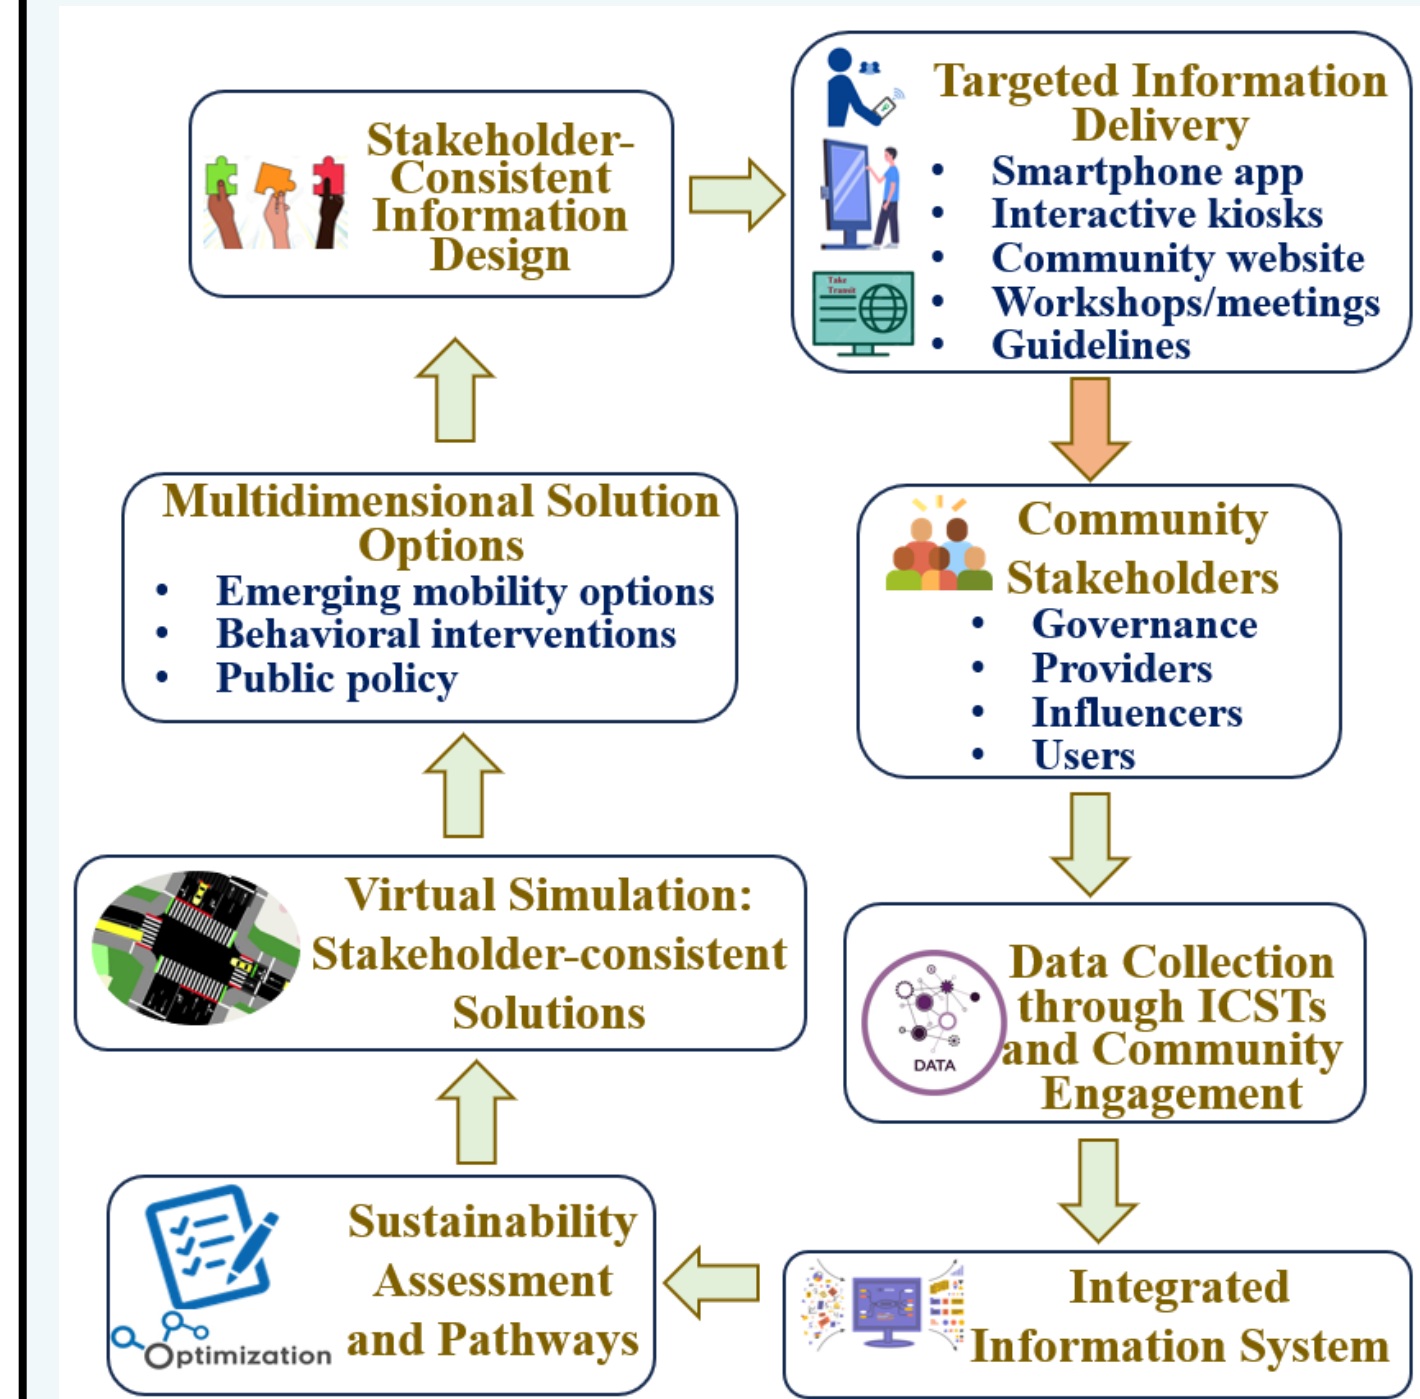 Stakeholder-
Consistent
Information
Design
Targeted Information
Delivery
• Smartphone app
• Interactive kiosks
• Community website
• Workshops/meetings
• Guidelines
Take
Transit
Multidimensional Solution
Options
• Emerging mobility options
• Behavioral interventions
• Public policy
Community
Stakeholders
• Governance
• Providers
• Influencers
• Users
Virtual Simulation:
Stakeholder-consistent
Solutions
Data Collection
through ICSTs
and Community
Engagement
DATA
Sustainability
Assessment
and Pathways
Optimization
Integrated
Information System